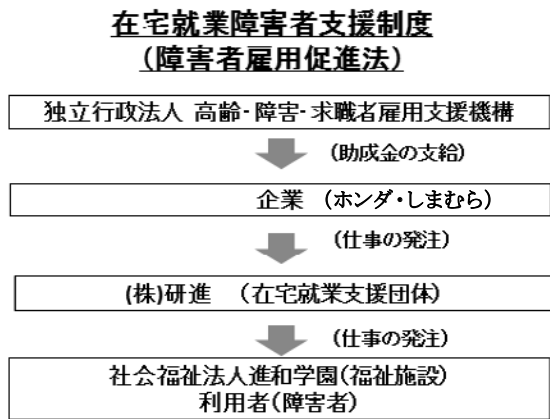 在宅就業障害者支援制度
(障害者雇用促進法)
独立行政法人 高齢・障害・求職者雇用支援機構
(助成金の支給)
企業 (ホンダ・しまむら)
(仕事の発注)
(株)研進 (在宅就業支援団体)
(仕事の発注)
社会福祉法人進和学園(福祉施設)
利用者(障害者)